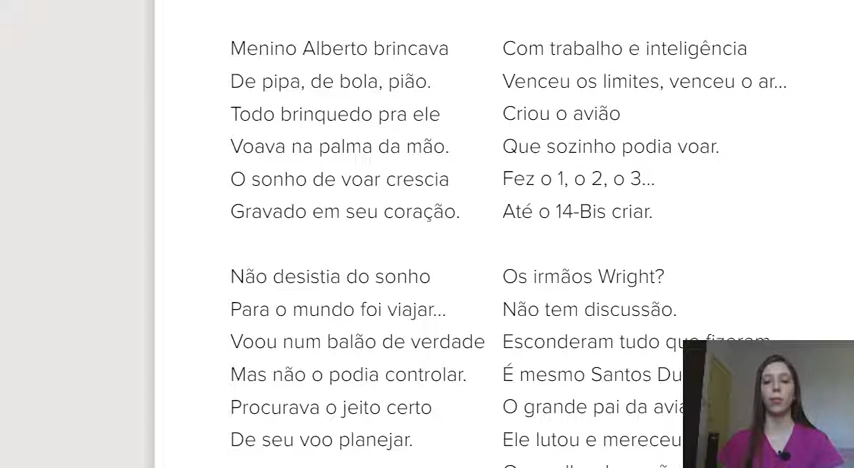 Menino Alberto brincava
De pipa, de bola, pião.
Todo brinquedo pra ele
Voava na palma da mão.
O sonho de voar crescia
Gravado em seu coração.
Não desistia do sonho
Para o mundo foi viajar...
Voou num balão de verdade
Mas não o podia controlar.
Procurava o jeito certo
De seu voo planejar.
Com trabalho e inteligência
Venceu os limites, venceu o ar...
Criou o avião
Que sozinho podia voar.
Fez o 1, o 2, o 3...
Até o 14-Bis criar.
Os irmãos Wright?
Não tem discussão.
Esconderam tudo que fizeram
É mesmo Santos
O grande pai da
Ele lutou e mereceu